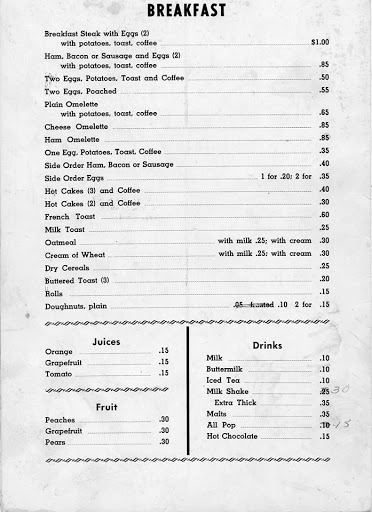 BREAKFAST
Breakfast Steak with Eggs (2)
with potatoes, toast, coffee $1.00
Ham, Bacon or Sausage and Eggs (2)
with potatoes, toast, coffee .85
Two Eggs, Potatoes, Toast and Coffee .50
Two Eggs, Poached .55
Plain Omelette
with potatoes, toast, coffee .65
Cheese Omelette .85
Ham Omelette .85
One Egg, Potatoes, Toast, Coffee .35
Side Order Ham, Bacon or Sausage .40
Side Order Eggs 1 for .20; 2 for .35
Hot Cakes (3) and Coffee .40
Hot Cakes (2) and Coffee .30
French Toast .60
Milk Toast .25
Oatmeal with milk .25; with cream .30
Cream of Wheat with milk .25; with cream .30
Dry Cereals .25
Buttered Toast (3) .20
Rolls .15
Doughnuts, plain .05 frosted .10 2 for .15
Juices
Orange .15
Grapefruit .15
Tomato .15
Fruit
Peaches .30
Grapefruit .30
Pears .30
Drinks
Milk .10
Buttermilk .10
Iced Tea .10
Milk Shake .25 .30
Extra Thick .35
Malts .35
All Pop .10 .15
Hot Chocolate .15